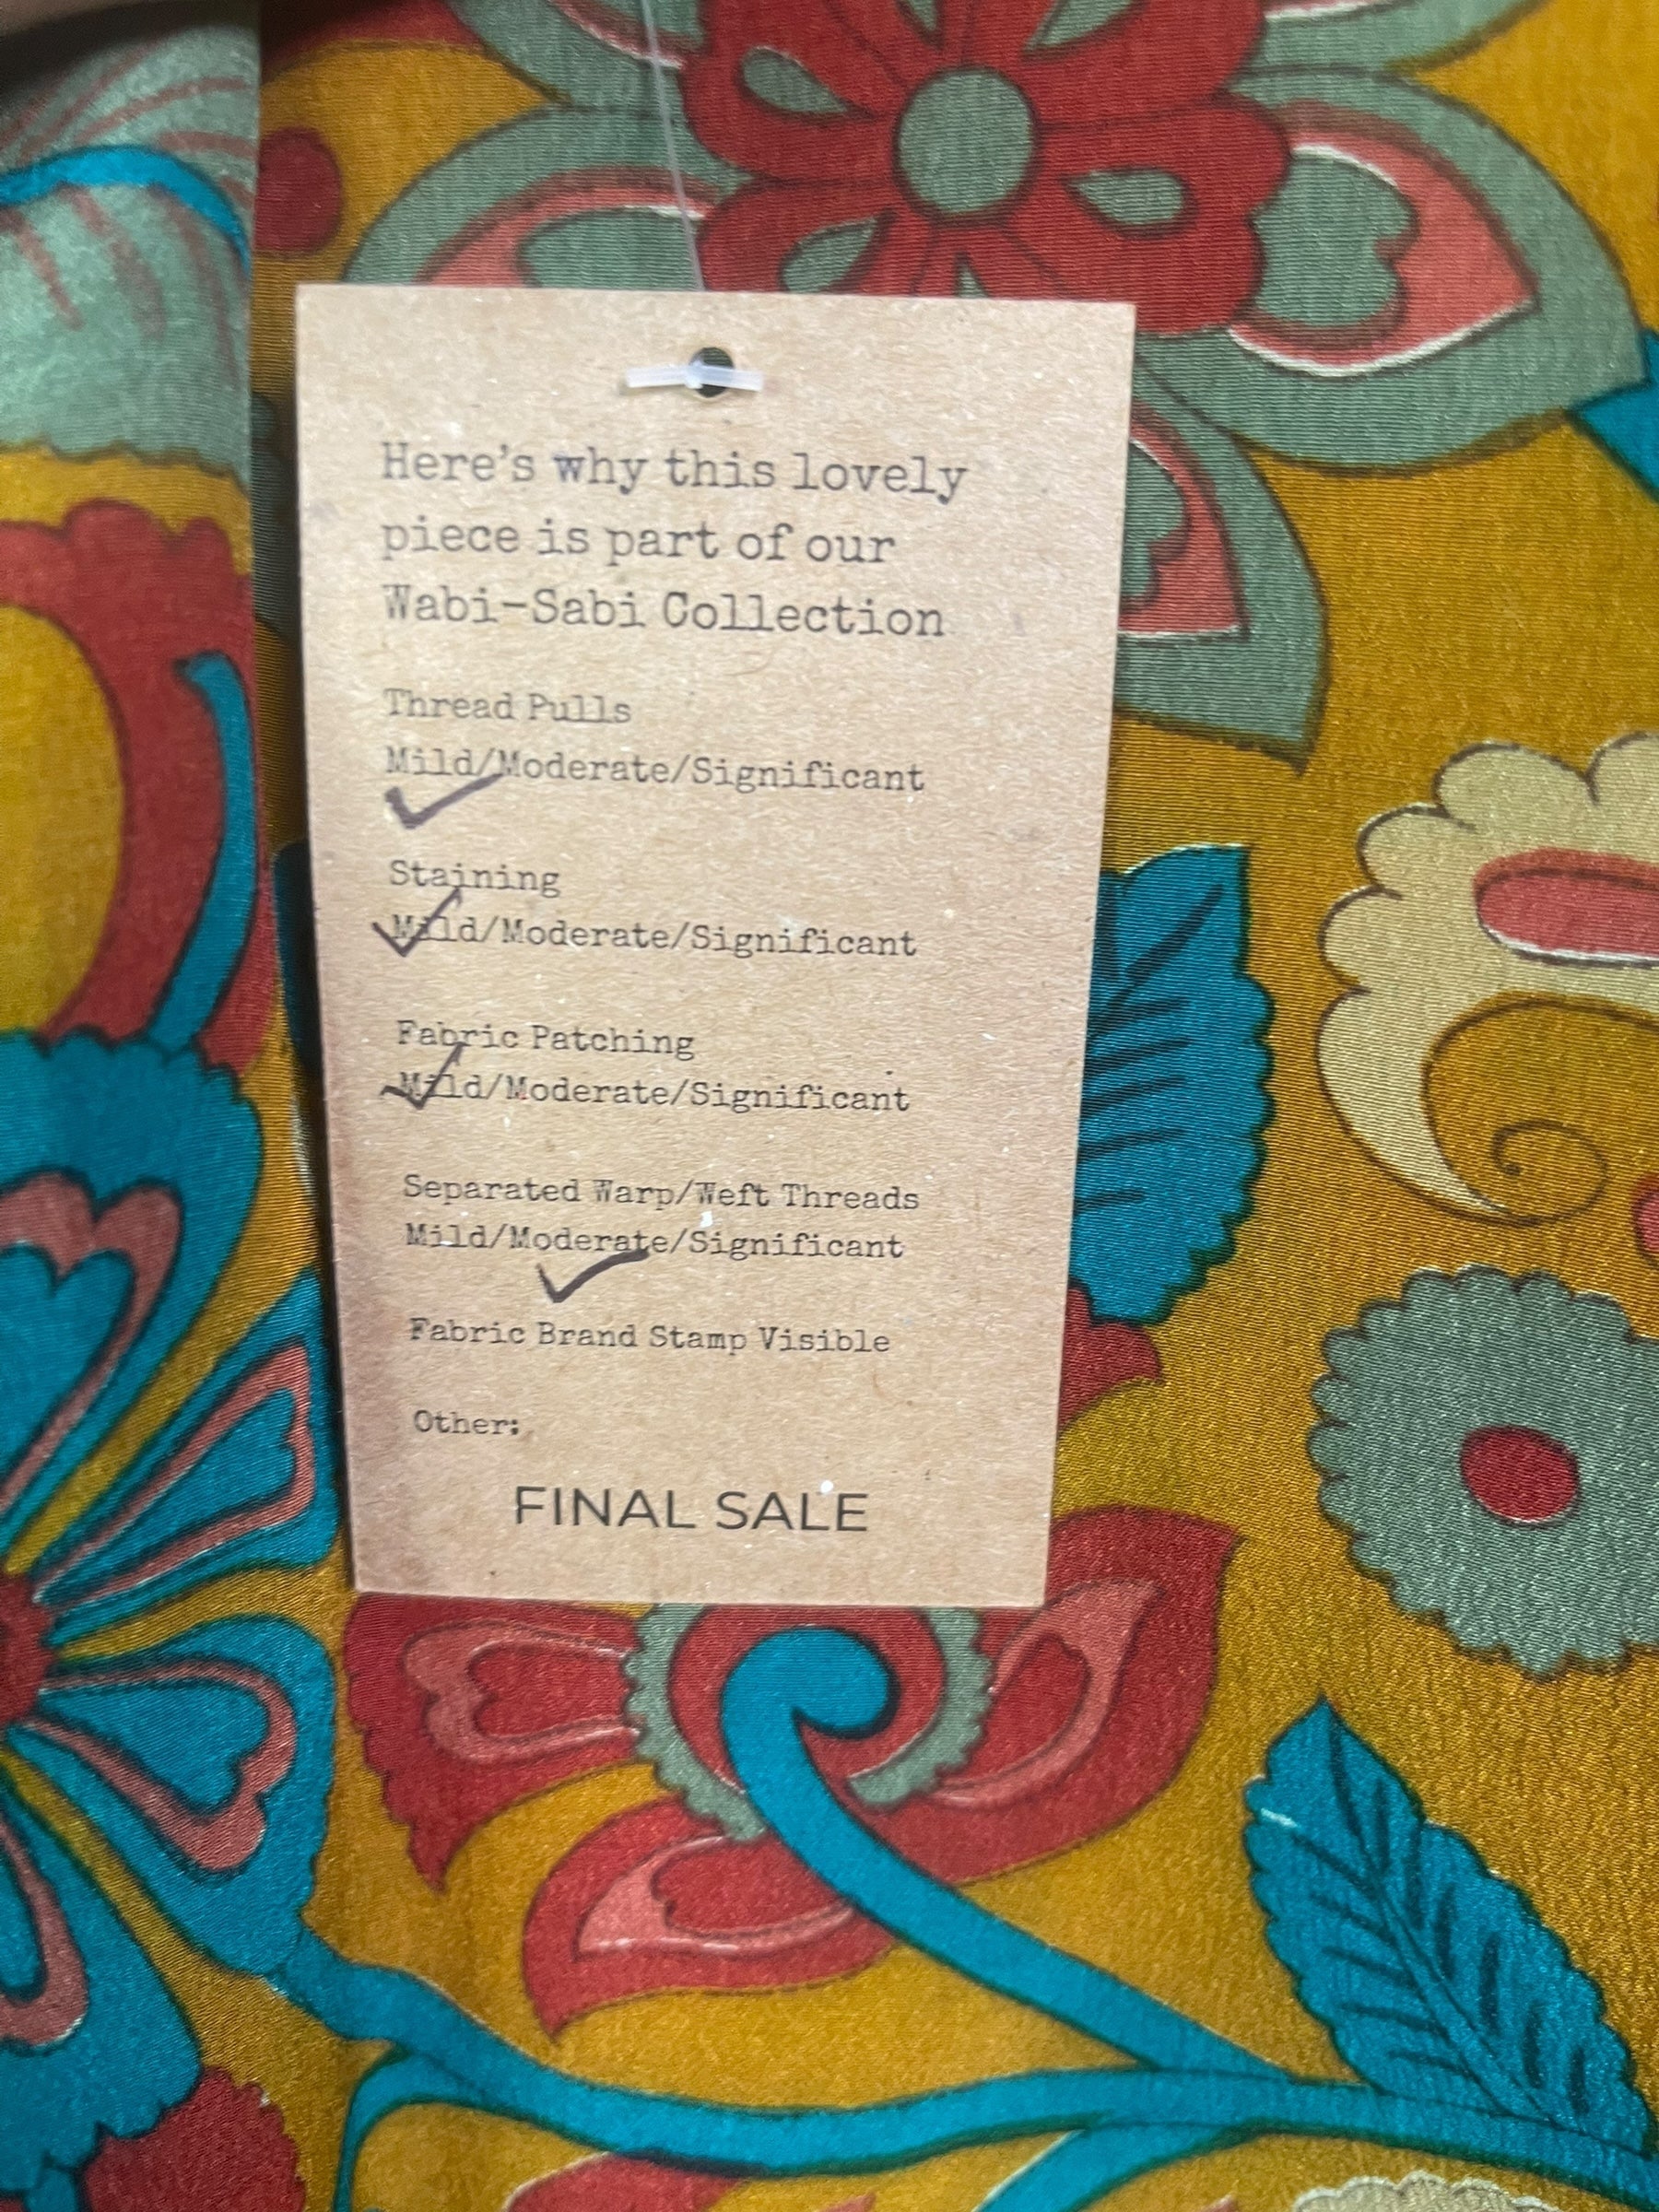 Here's why this lovely
piece is part of our
Wabi-Sabi Collection
Thread Pulls
Mild/Moderate/Significant
Staining
Mild/Moderate/Significant
Fabric Patching
Mild/Moderate/Significant
Separated Warp/Weft Threads
Mild/Moderate/Significant
Fabric Brand Stamp Visible
Other:
FINAL SALE